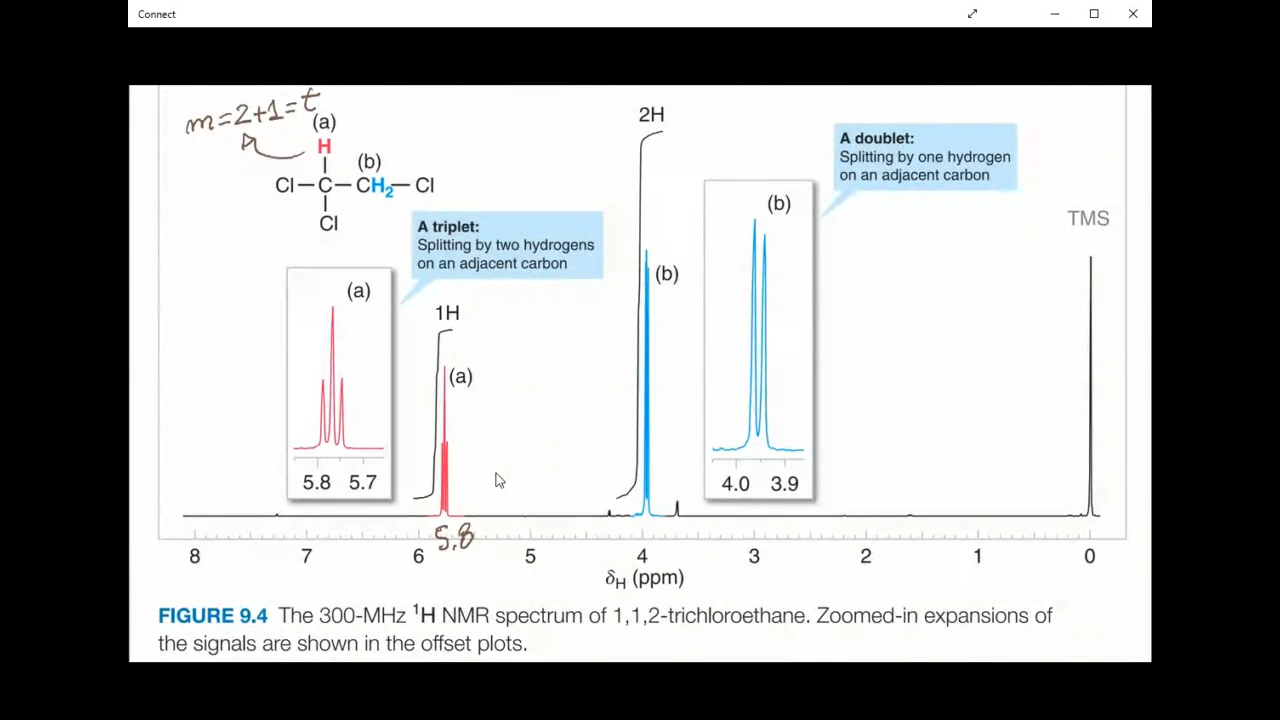 Connect
m=2+1=t
(a)
H
(b)
Cl—C—CH₂—Cl
Cl
A triplet:
Splitting by two hydrogens
on an adjacent carbon
(a)
5.8 5.7
1H
(a)
2H
(b)
A doublet:
Splitting by one hydrogen
on an adjacent carbon
(b)
4.0 3.9
TMS
5.8
8 7 6 5 4 3 2 1 0
δH (ppm)
FIGURE 9.4 The 300-MHz ¹H NMR spectrum of 1,1,2-trichloroethane. Zoomed-in expansions of
the signals are shown in the offset plots.